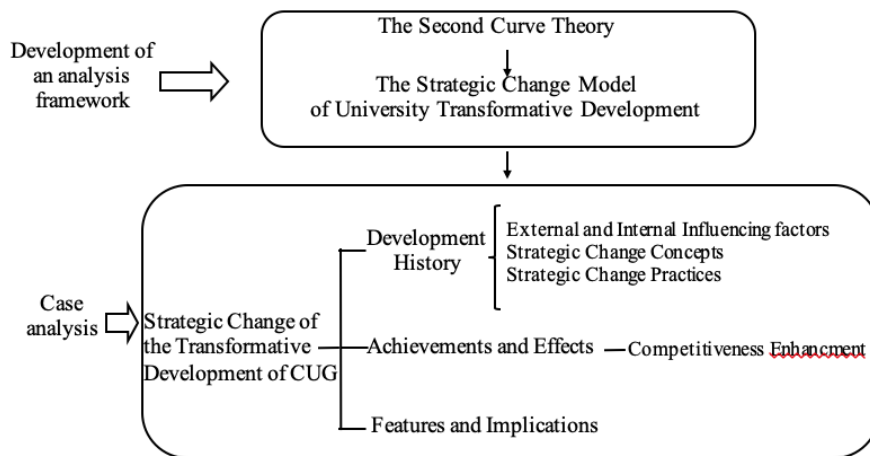 Development of
an analysis
framework
The Second Curve Theory
The Strategic Change Model
of University Transformative Development
Case
analysis
Strategic Change of
the Transformative
Development of CUG
Development
History
External and Internal Influencing factors
Strategic Change Concepts
Strategic Change Practices
Achievements and Effects
Competitiveness Enhancment
Features and Implications